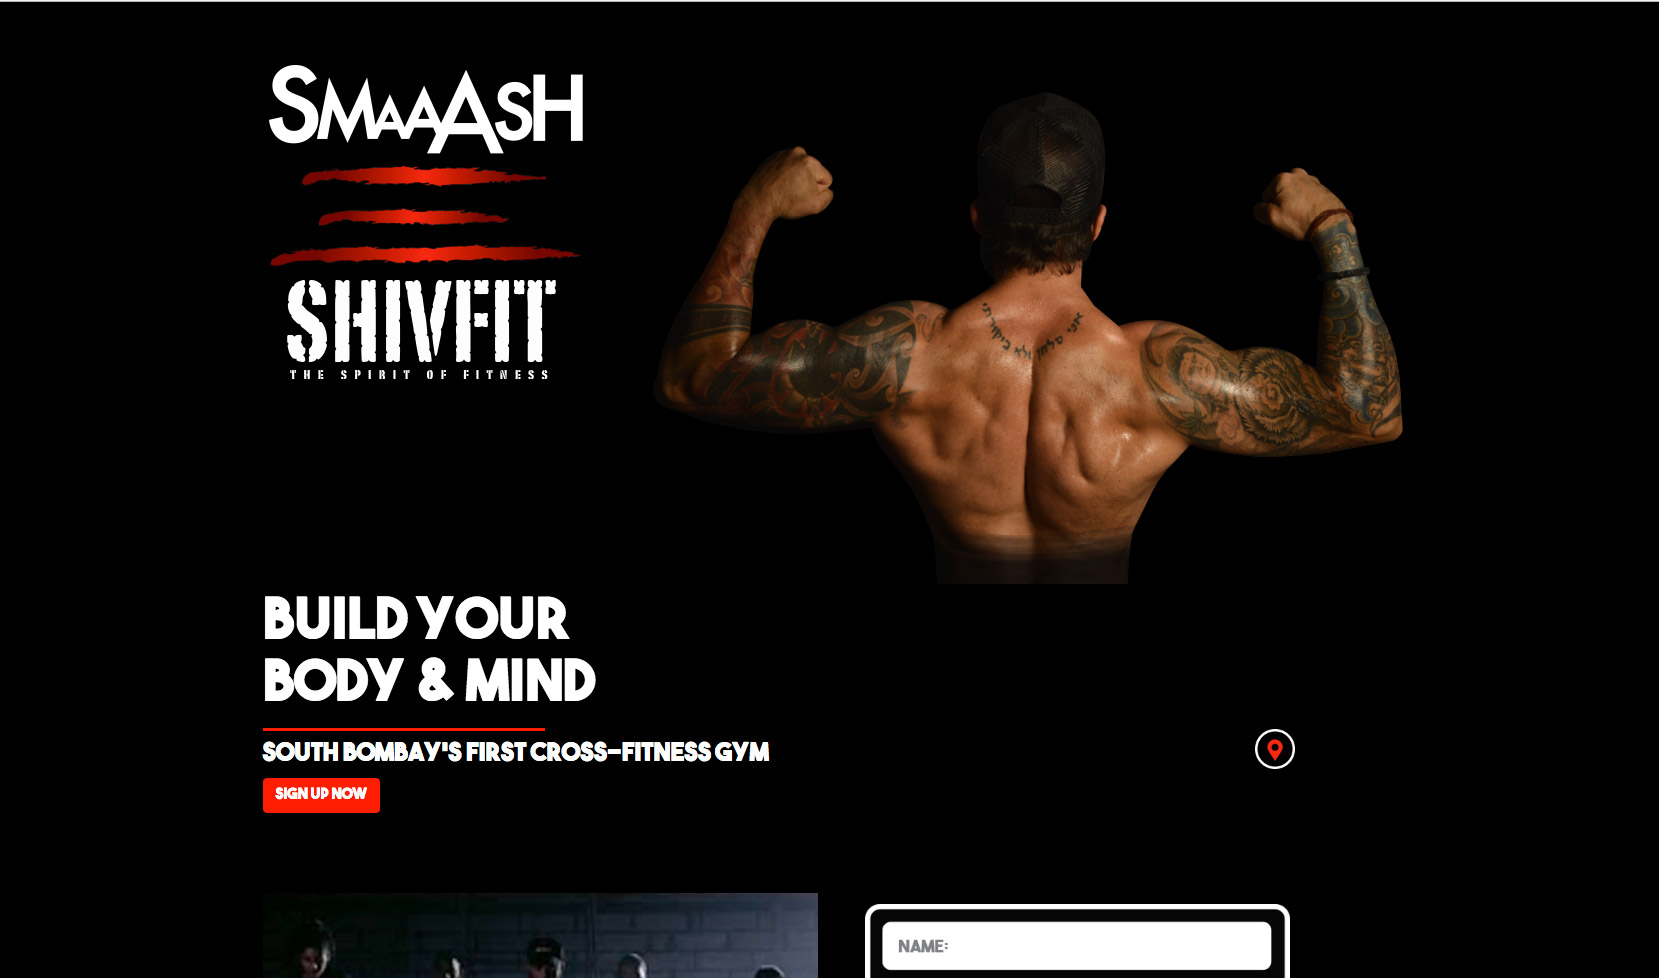 SMAAASH
SHIVFIT
THE SPIRIT OF FITNESS
BUILD YOUR
BODY & MIND
SOUTH BOMBAY'S FIRST CROSS-FITNESS GYM
SIGN UP NOW
NAME: